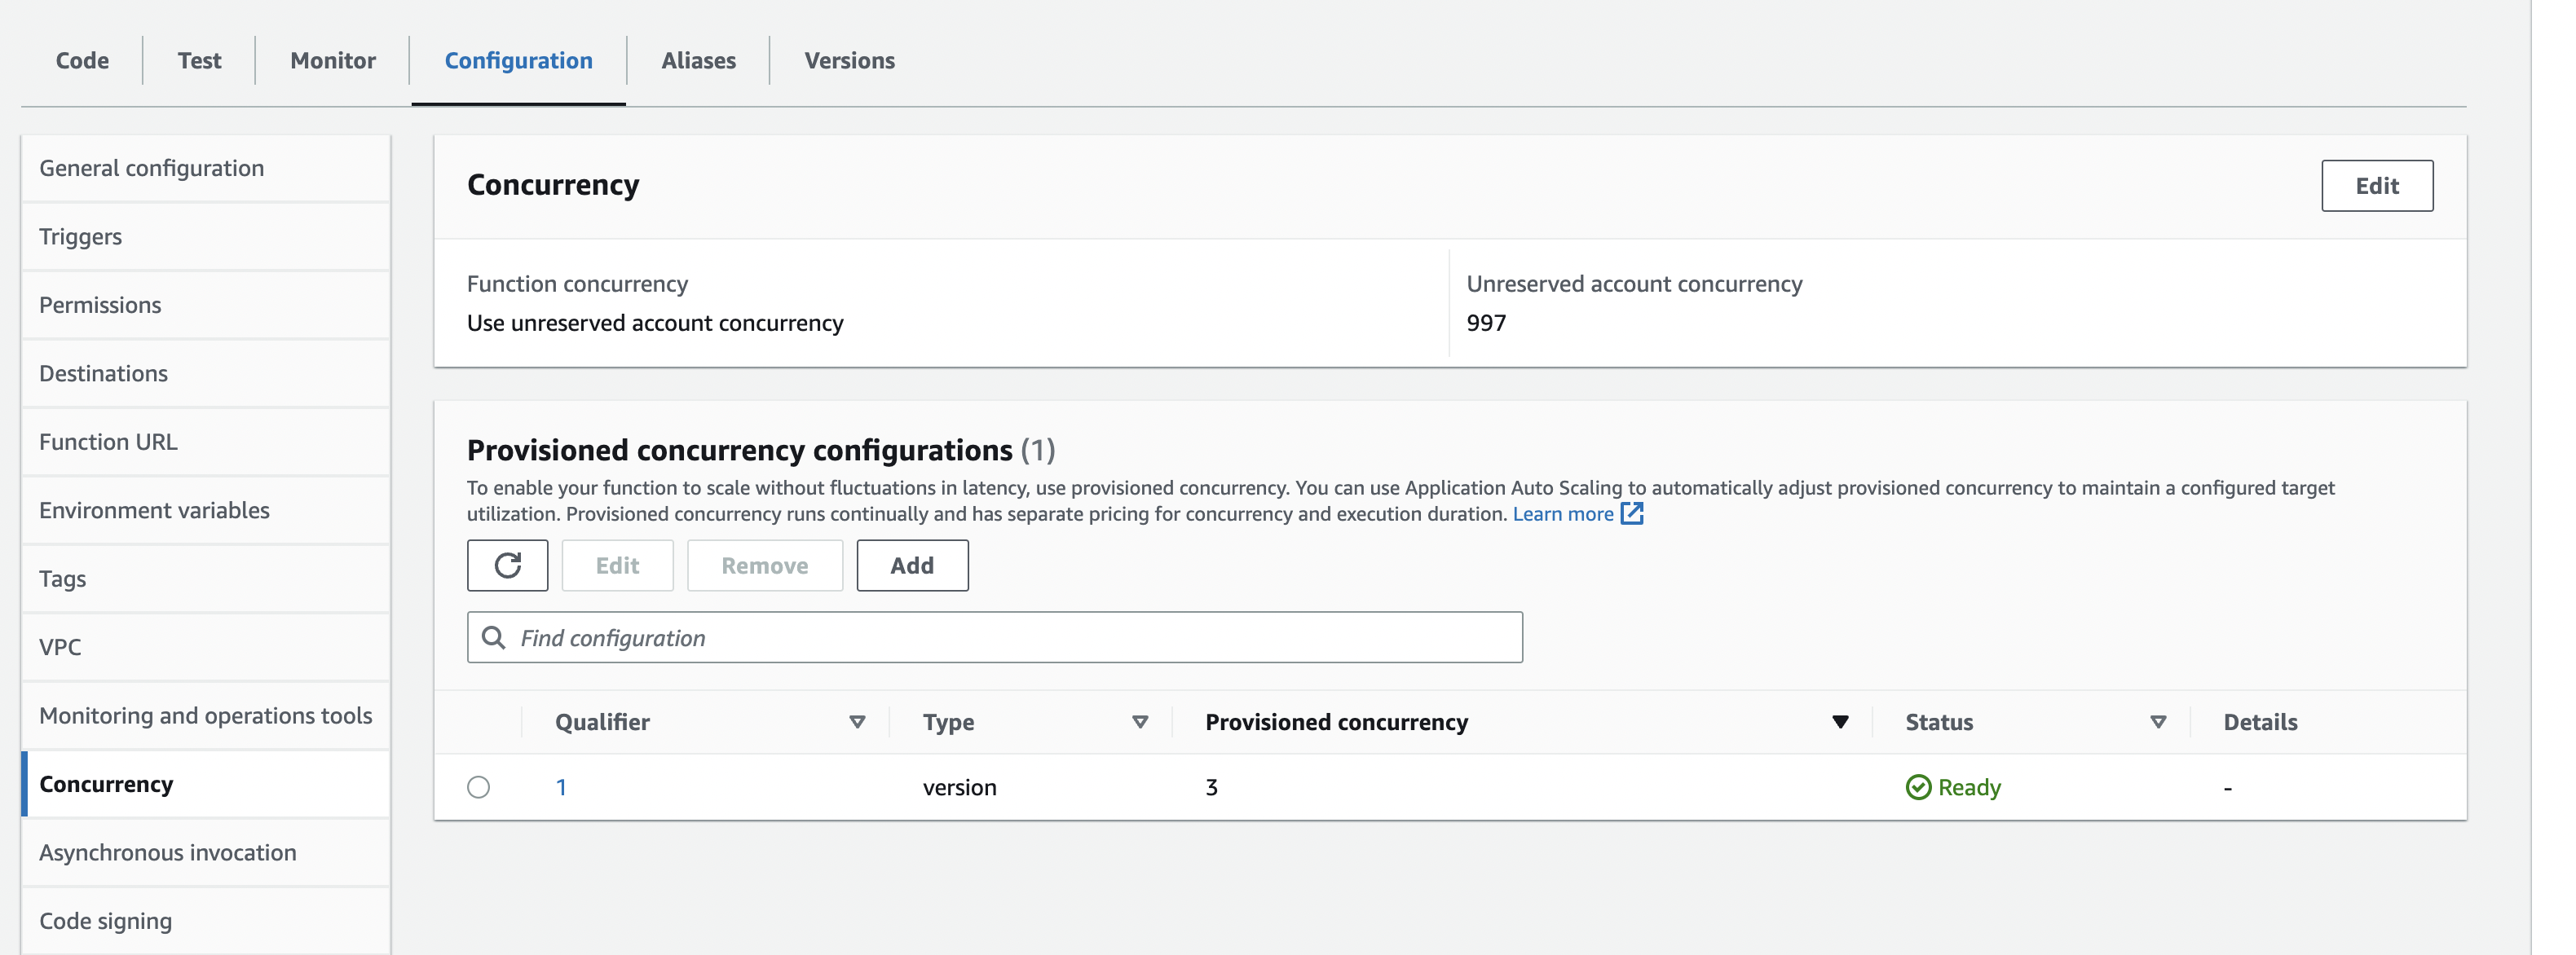 Code
Test
Monitor
Configuration
Aliases
Versions
General configuration
Triggers
Permissions
Destinations
Function URL
Environment variables
Tags
VPC
Monitoring and operations tools
Concurrency
Asynchronous invocation
Code signing
Concurrency
Edit
Function concurrency
Use unreserved account concurrency
Unreserved account concurrency
997
Provisioned concurrency configurations (1)
To enable your function to scale without fluctuations in latency, use provisioned concurrency. You can use Application Auto Scaling to automatically adjust provisioned concurrency to maintain a configured target
utilization. Provisioned concurrency runs continually and has separate pricing for concurrency and execution duration. Learn more
Edit
Remove
Add
Find configuration
Qualifier
Type
Provisioned concurrency
Status
Details
1
version
3
Ready
-